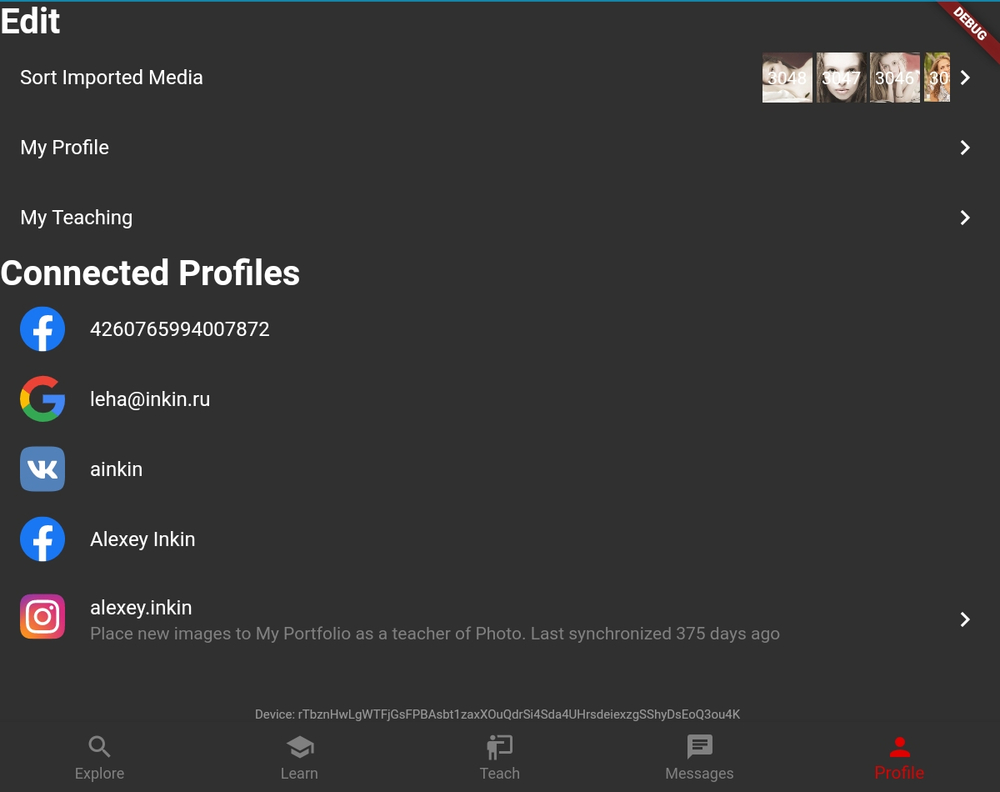 Edit
DEBUG
Sort Imported Media
3048 3047 3046 30
My Profile
My Teaching
Connected Profiles
4260765994007872
leha@inkin.ru
ainkin
Alexey Inkin
alexey.inkin
Place new images to My Portfolio as a teacher of Photo. Last synchronized 375 days ago
Device: rTbznHwLgWTFjGsFPBAsbt1zaxXOuQdrSi4Sda4UHrsdeiexzgSShyDsEoQ3ou4K
Explore Learn Teach Messages Profile